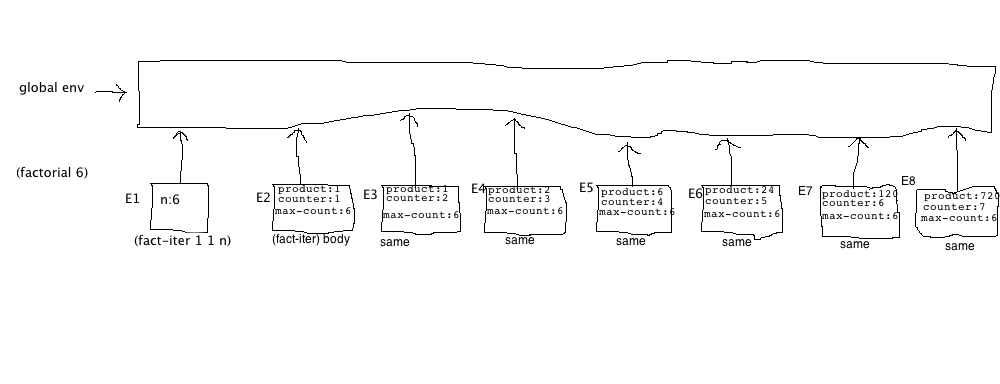 global env
(factorial 6)
E1
n:6
(fact-iter 1 1 n)
E2
product:1
counter:1
max-count:6
(fact-iter) body
E3
product:1
counter:2
max-count:6
same
E4
product:2
counter:3
max-count:6
same
E5
product:6
counter:4
max-count:6
same
E6
product:24
counter:5
max-count:6
same
E7
product:120
counter:6
max-count:6
same
E8
product:720
counter:7
max-count:6
same